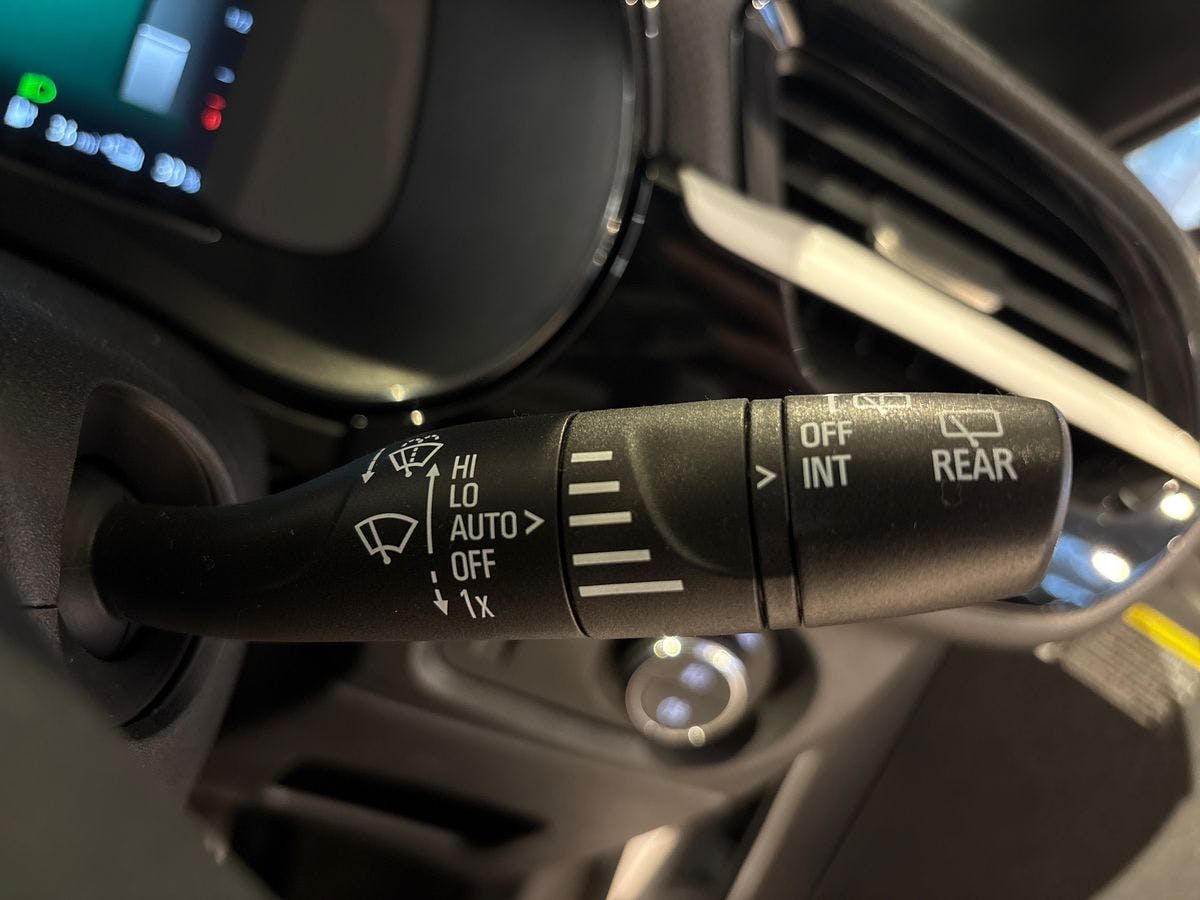 HI
LO
AUTO >
OFF
1x
>
OFF
INT
REAR